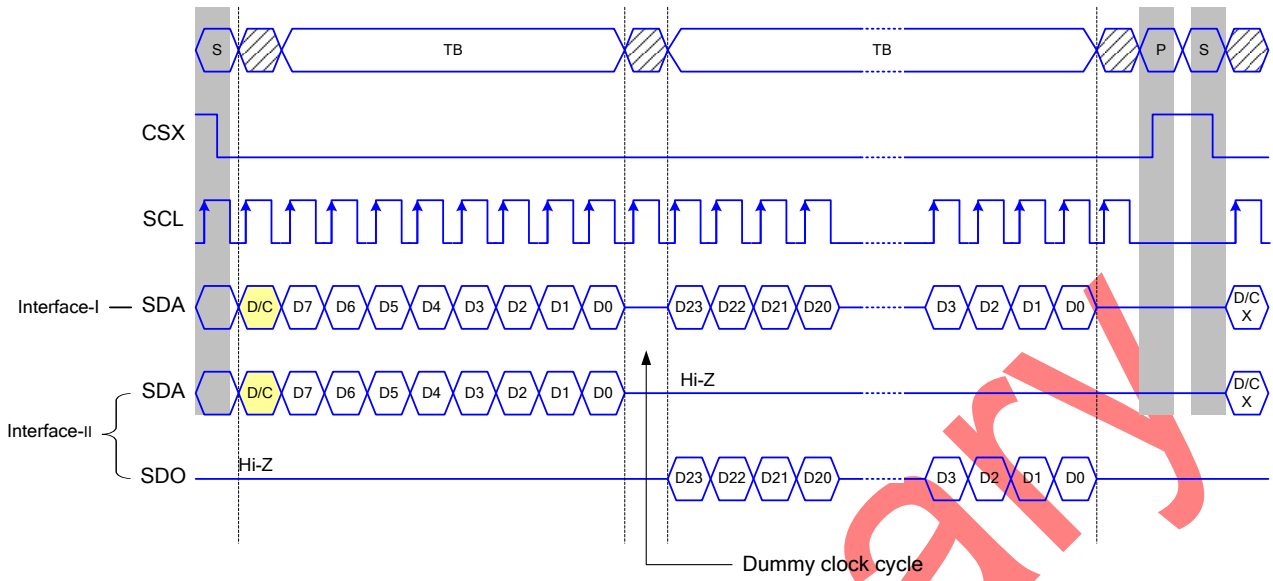 S TB TB P S
CSX
SCL
Interface-I SDA D/C D7 D6 D5 D4 D3 D2 D1 D0 D23 D22 D21 D20 D3 D2 D1 D0 D/C
X
SDA D/C D7 D6 D5 D4 D3 D2 D1 D0 Hi-Z D/C
X
Interface-II
SDO Hi-Z D23 D22 D21 D20 D3 D2 D1 D0
Dummy clock cycle
ary